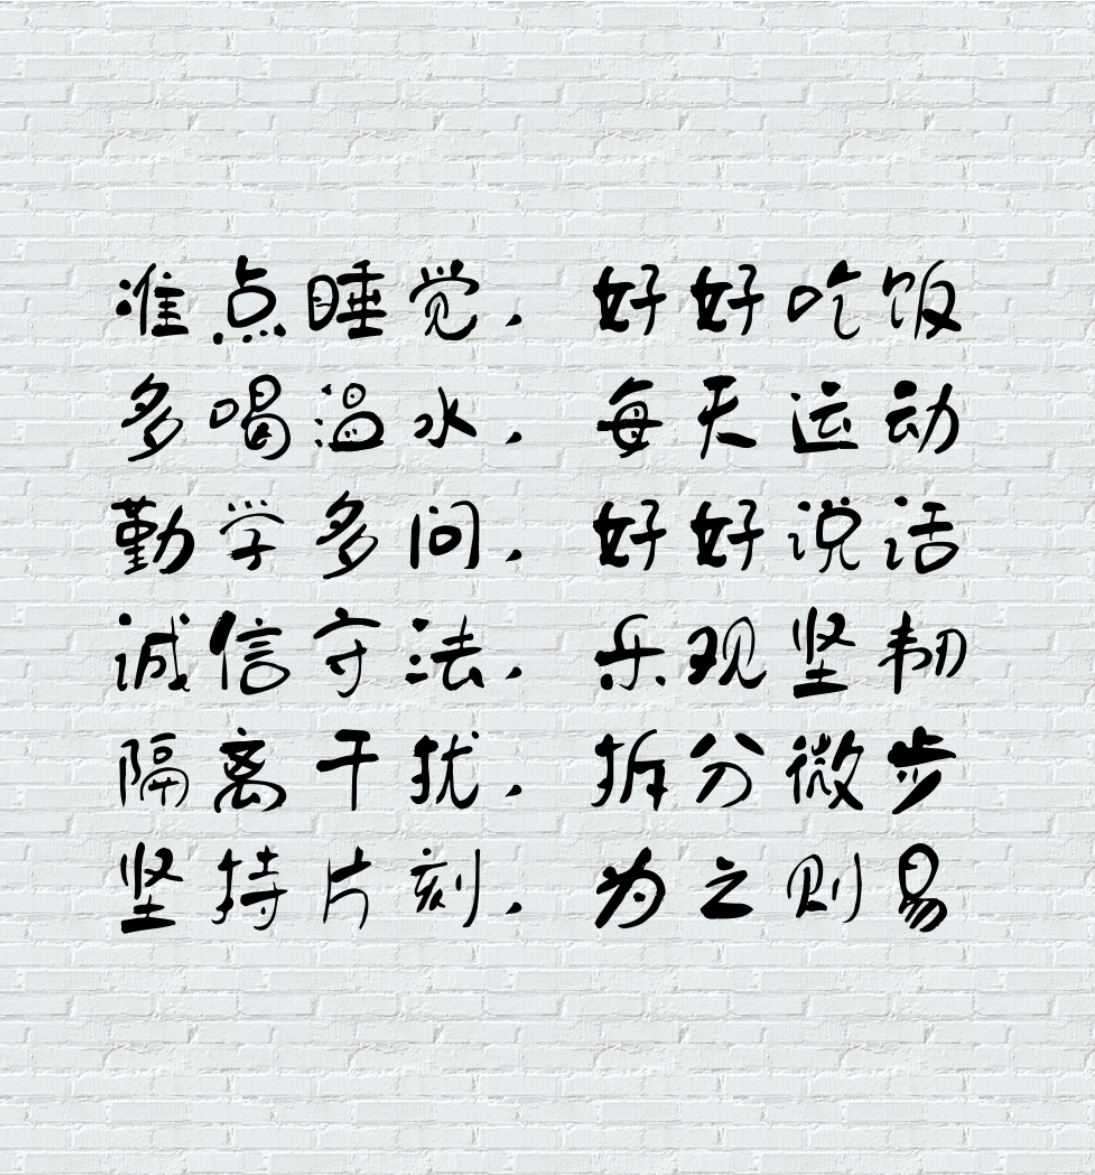 准点睡觉，好好吃饭
多喝温水，每天运动
勤学多问，好好说话
诚信守法，乐观坚韧
隔离干扰，拆分微步
坚持片刻，为之则易